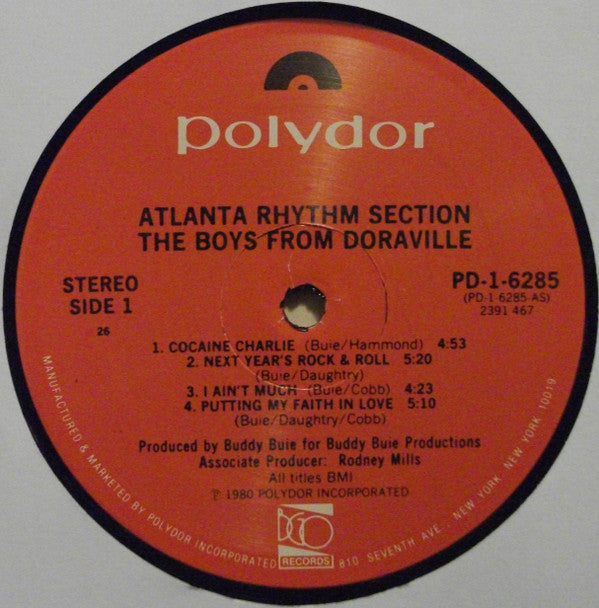 polydor
ATLANTA RHYTHM SECTION
THE BOYS FROM DORAVILLE
STEREO
SIDE 1
26
PD-1-6285
(PD-1-6285-AS)
2391 467
1. COCAINE CHARLIE (Buie/Hammond) 4:53
2. NEXT YEAR'S ROCK & ROLL 5:20
(Buie/Daughtry)
3. I AIN'T MUCH (Buie/Cobb) 4:23
4. PUTTING MY FAITH IN LOVE 5:10
(Buie/Daughtry/Cobb)
Produced by Buddy Buie for Buddy Buie Productions
Associate Producer: Rodney Mills
All titles BMI
℗ 1980 POLYDOR INCORPORATED
BGO
RECORDS
MANUFACTURED & MARKETED BY POLYDOR INCORPORATED 810 SEVENTH AVE., NEW YORK, NEW YORK 10019